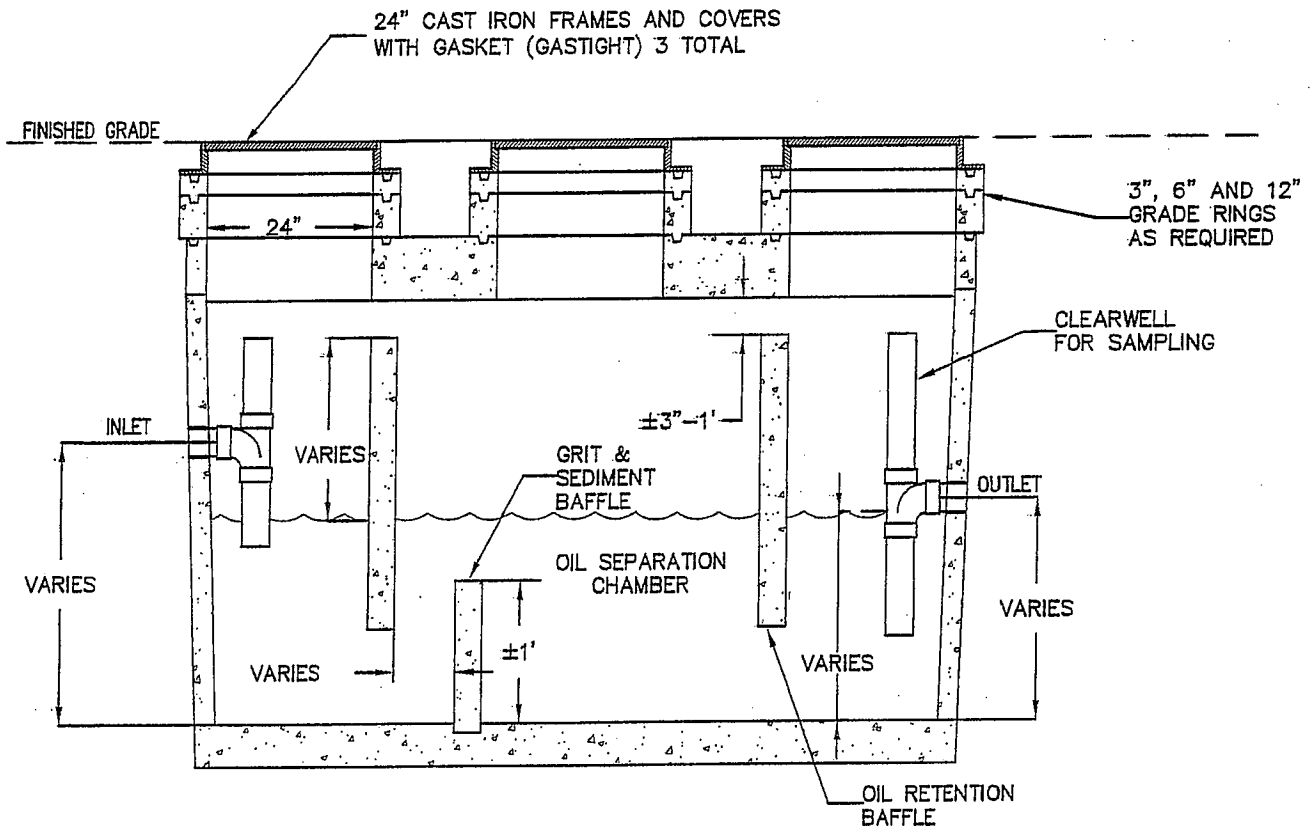 24" CAST IRON FRAMES AND COVERS
WITH GASKET (GASTIGHT) 3 TOTAL
FINISHED GRADE
3", 6" AND 12"
GRADE RINGS
AS REQUIRED
24"
CLEARWELL
FOR SAMPLING
±3"-1'
INLET
VARIES
GRIT &
SEDIMENT
BAFFLE
OUTLET
OIL SEPARATION
CHAMBER
VARIES
VARIES
±1'
VARIES
VARIES
OIL RETENTION
BAFFLE